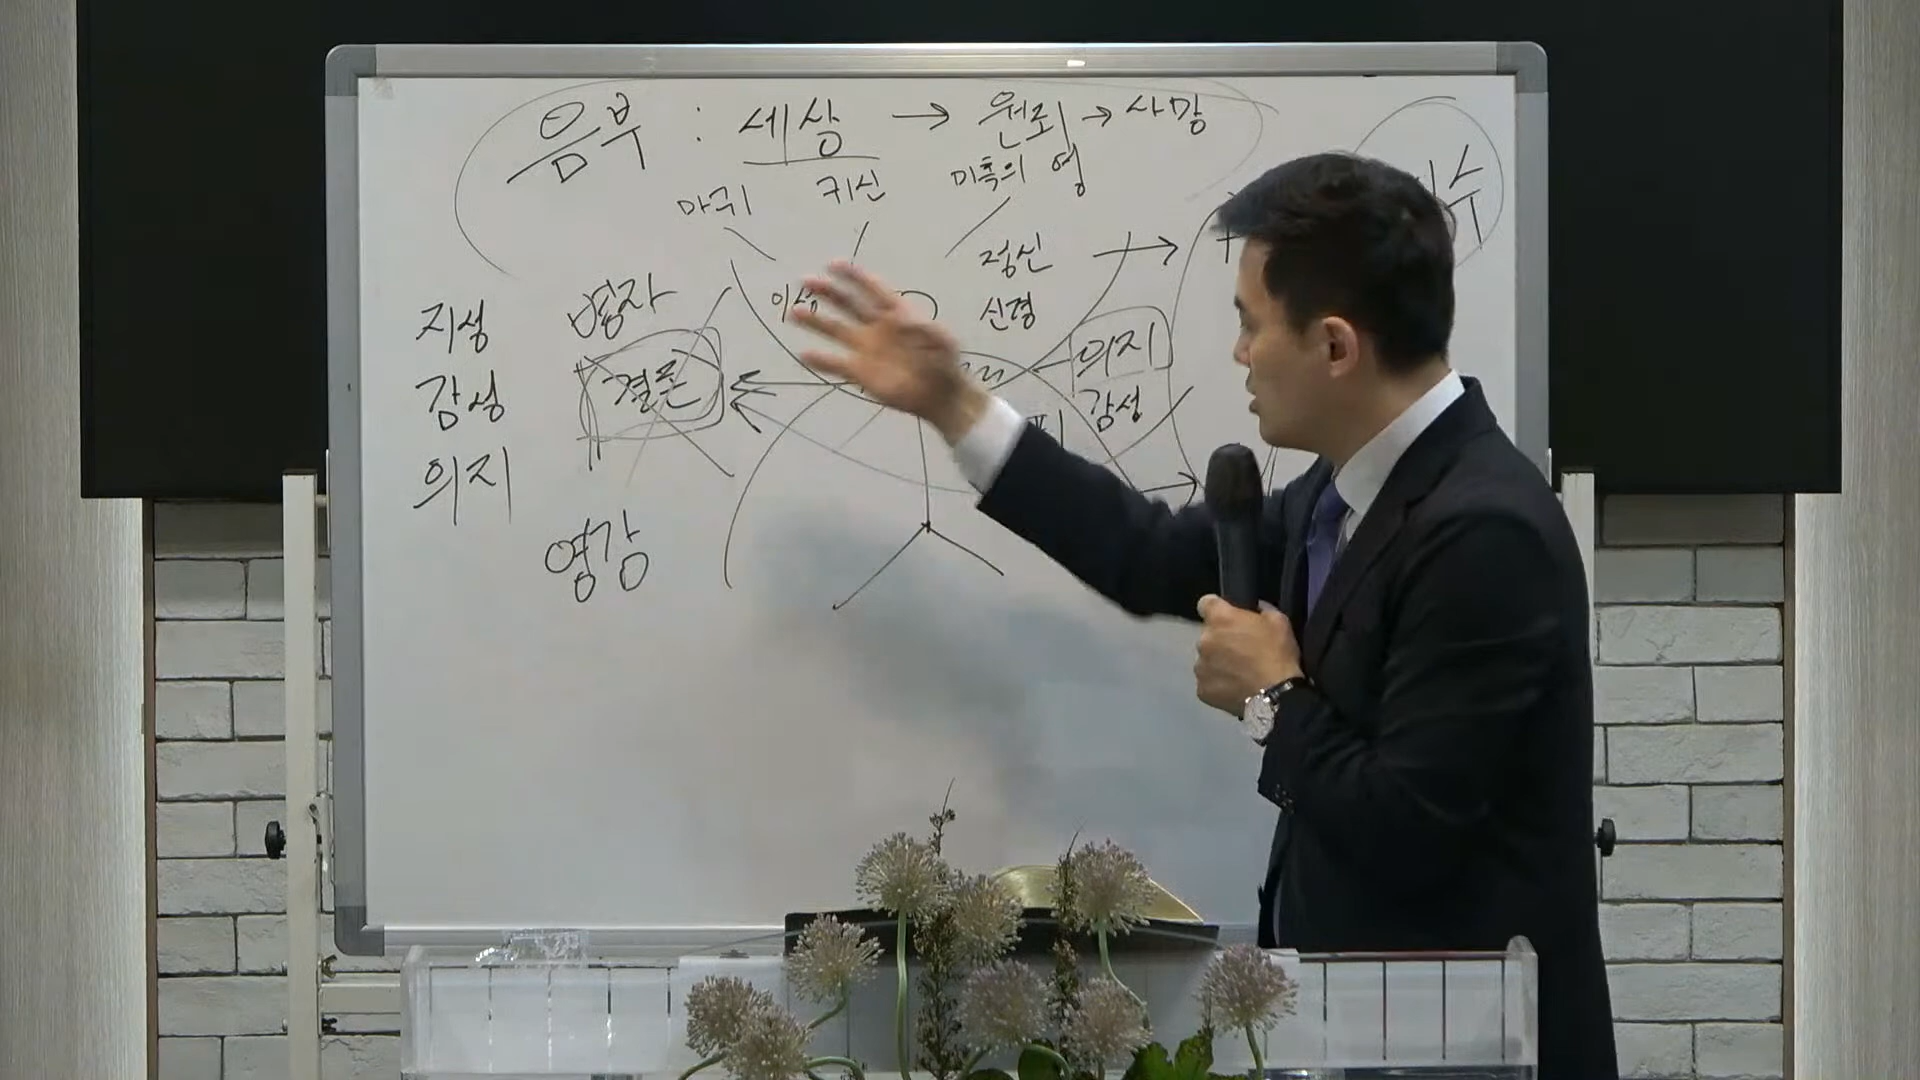 음부 : 세상 → 원죄 → 사망
마귀 귀신 미혹의 영
정신 →
지성 신경
의지
감성 결혼 감성
의지
영감